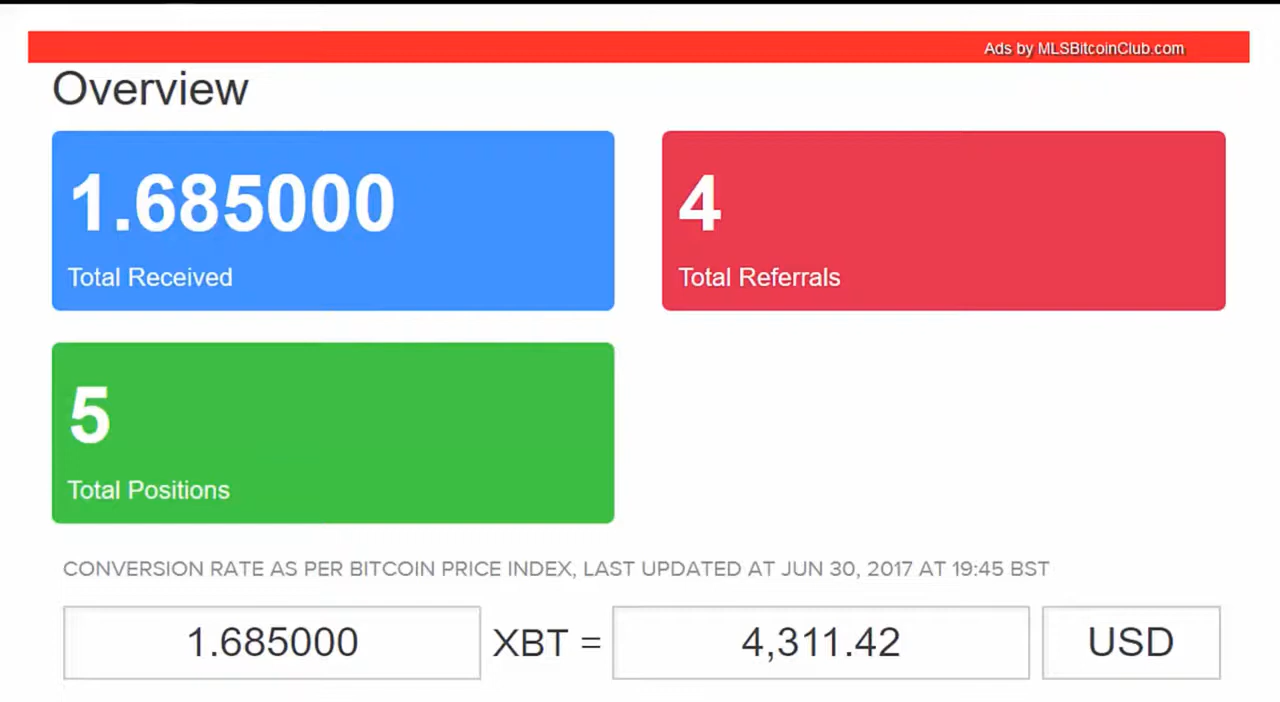 Ads by MLSBitcoinClub.com
Overview
1.685000
Total Received
4
Total Referrals
5
Total Positions
CONVERSION RATE AS PER BITCOIN PRICE INDEX, LAST UPDATED AT JUN 30, 2017 AT 19:45 BST
1.685000 XBT = 4,311.42 USD